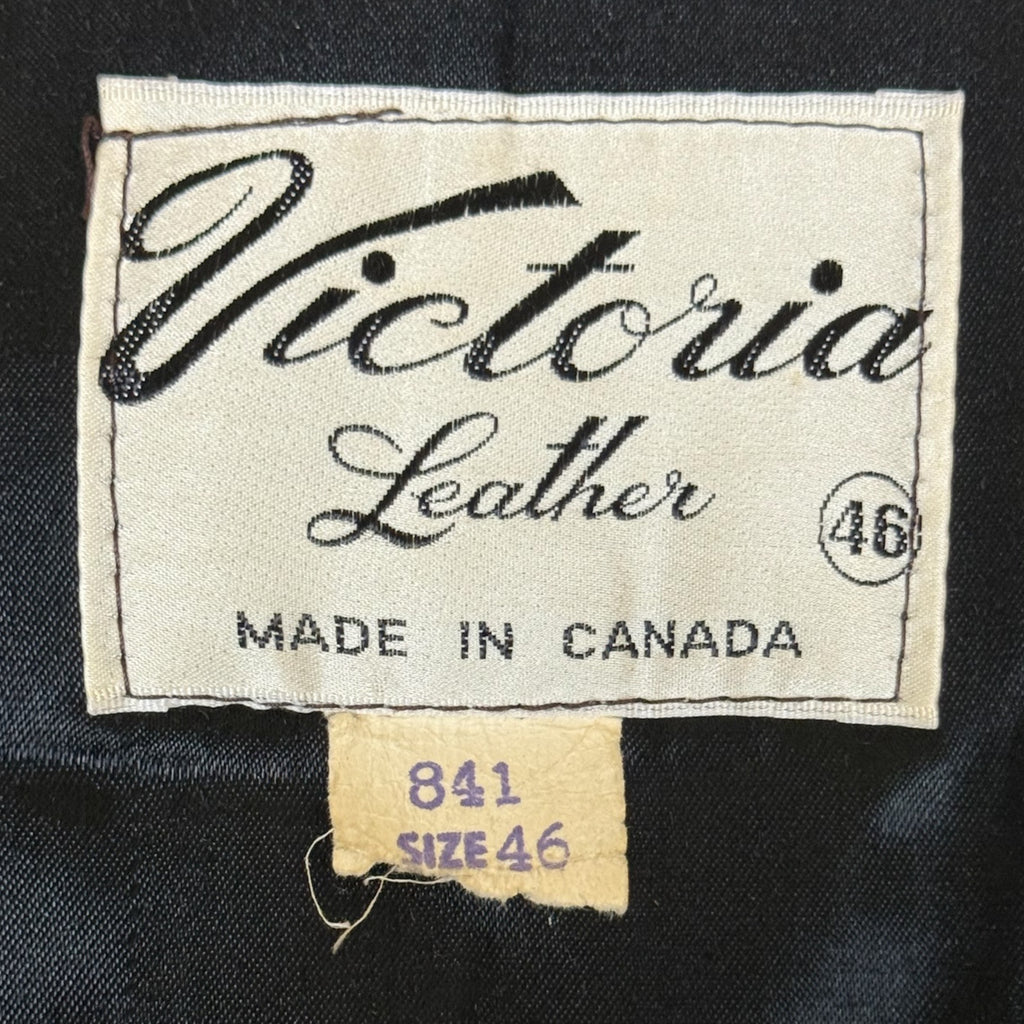 Victoria
Leather
46
MADE IN CANADA
841
SIZE 46